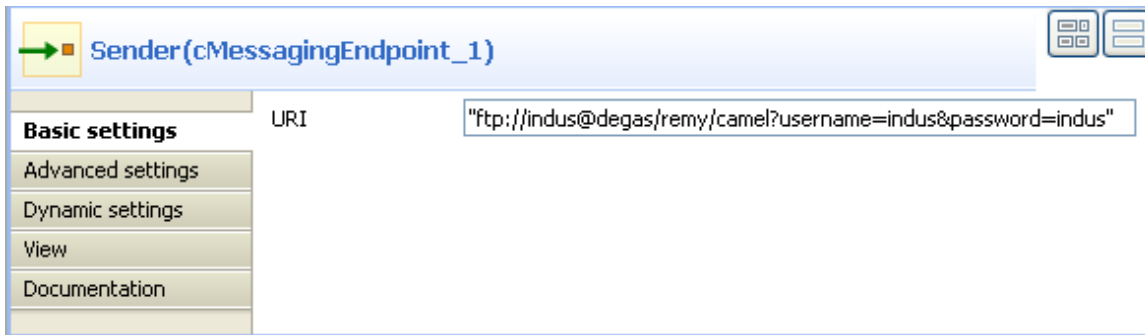 Sender(cMessagingEndpoint_1)
Basic settings
URI
"ftp://indus@degas/remy/camel?username=indus&password=indus"
Advanced settings
Dynamic settings
View
Documentation